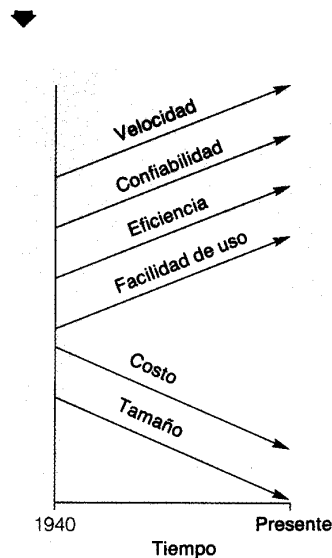 Velocidad
Confiabilidad
Eficiencia
Facilidad de uso
Costo
Tamaño
1940
Presente
Tiempo